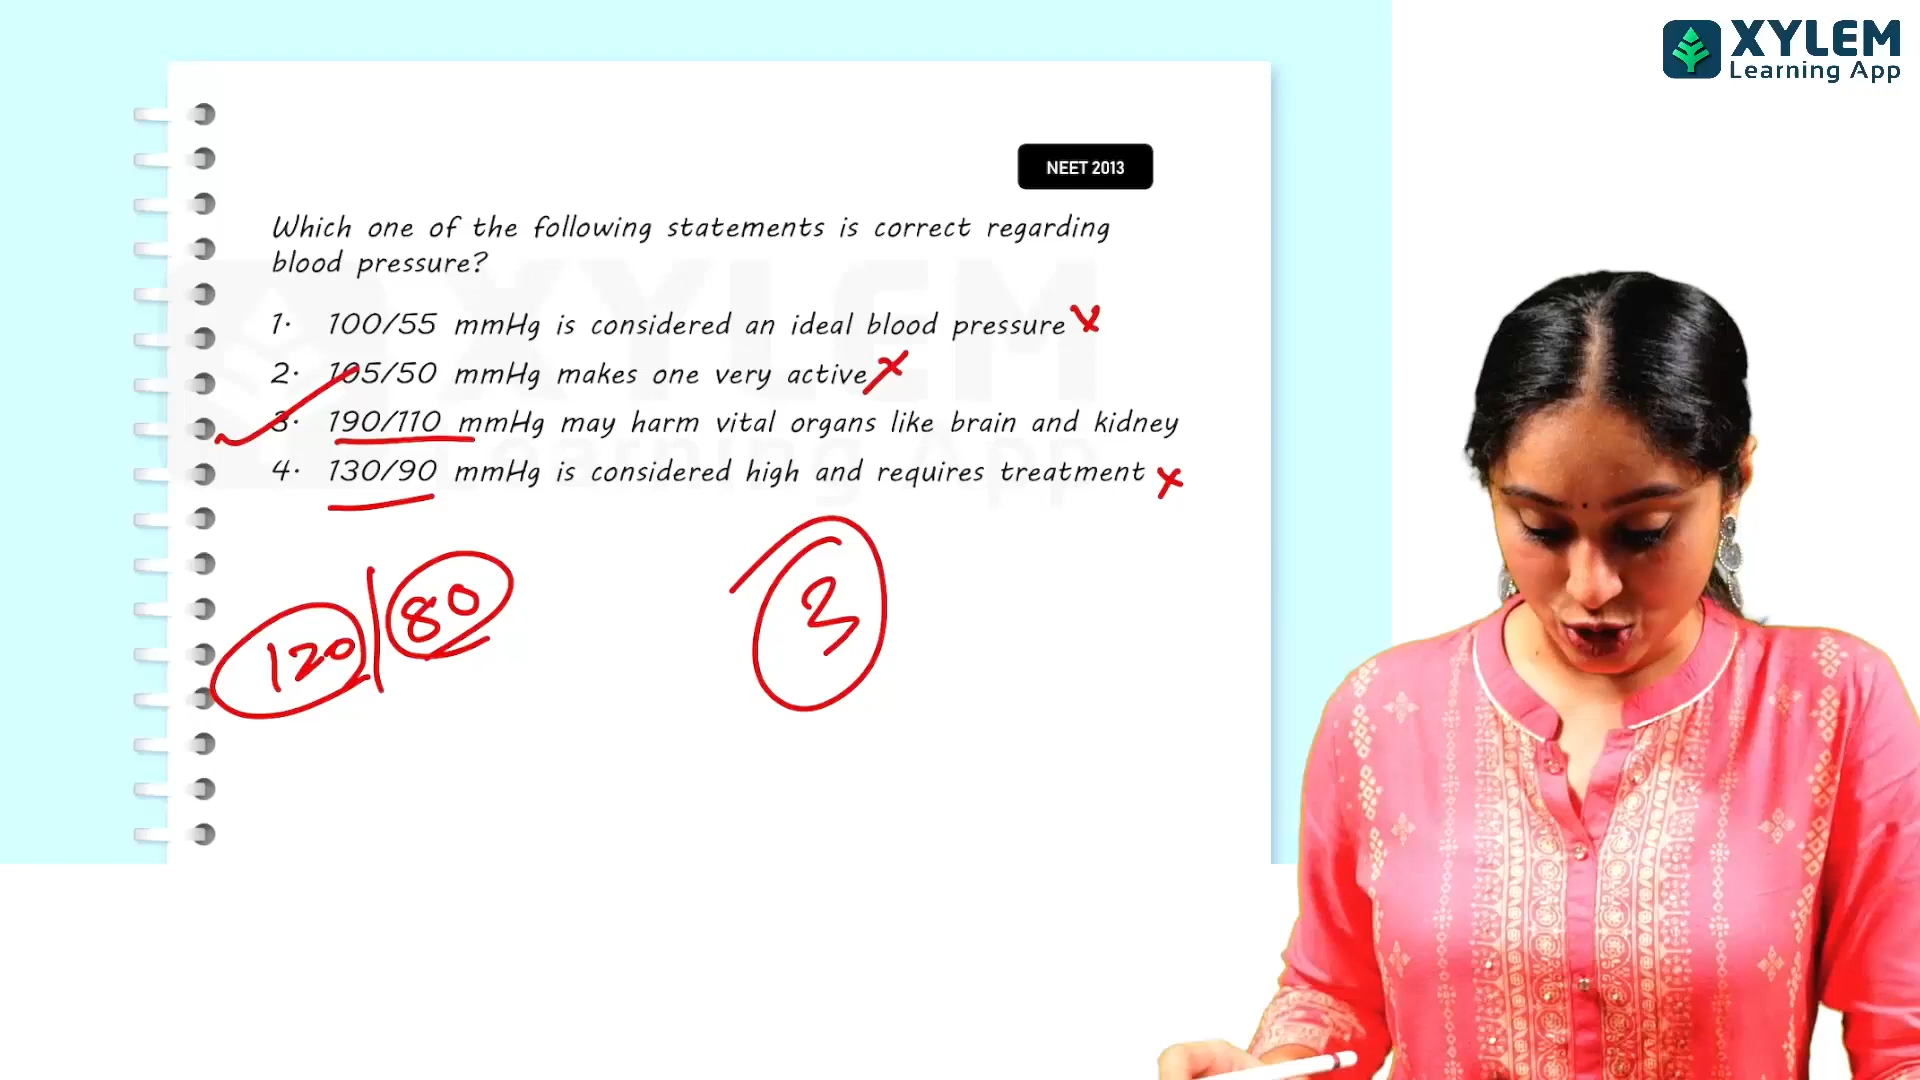 XYLEM
Learning App
NEET 2013
Which one of the following statements is correct regarding
blood pressure?
1. 100/55 mmHg is considered an ideal blood pressure
2. 105/50 mmHg makes one very active
3. 190/110 mmHg may harm vital organs like brain and kidney
4. 130/90 mmHg is considered high and requires treatment
120/80
3
XYLEM
Learning App